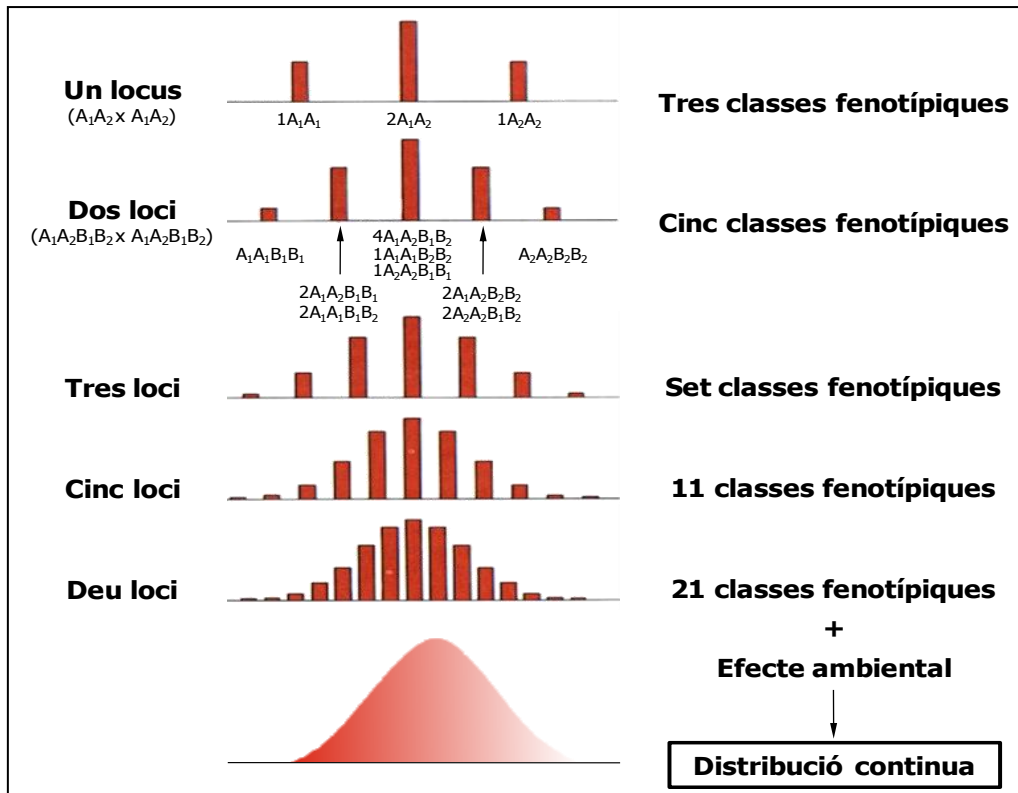 Un locus
(A₁A₂ x A₁A₂)
1A₁A₁
2A₁A₂
1A₂A₂
Tres classes fenotípiques
Dos loci
(A₁A₂B₁B₂ x A₁A₂B₁B₂)
A₁A₁B₁B₁
4A₁A₂B₁B₂
1A₁A₁B₂B₂
1A₂A₂B₁B₁
A₂A₂B₂B₂
Cinc classes fenotípiques
2A₁A₂B₁B₁
2A₁A₁B₁B₂
2A₁A₂B₂B₂
2A₂A₂B₁B₂
Tres loci
Set classes fenotípiques
Cinc loci
11 classes fenotípiques
Deu loci
21 classes fenotípiques
+
Efecte ambiental
Distribució continua